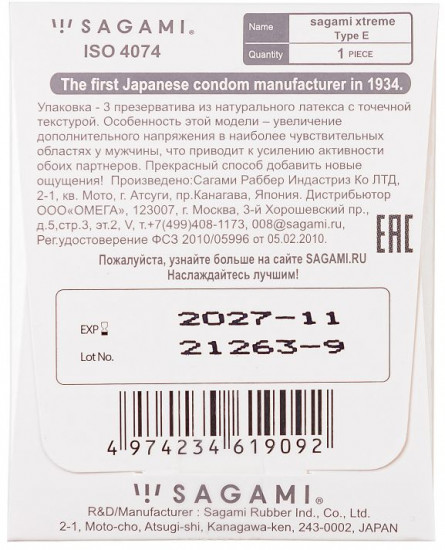 SAGAMI®
ISO 4074
Name sagami xtreme Type E
Quantity 1 PIECE
The first Japanese condom manufacturer in 1934.
Упаковка - 3 презерватива из натурального латекса с точечной
текстурой. Особенность этой модели – увеличение
дополнительного напряжения в наиболее чувствительных
областях у мужчины, что приводит к усилению активности
обоих партнеров. Прекрасный способ добавить новые
ощущения! Произведено:Сагами Раббер Индастриз Ко ЛТД,
2-1, кв. Мото, г. Атсуги, пр.Канагава, Япония. Дистрибьютор
ООО«ОМЕГА», 123007, г. Москва, 3-й Хорошевский пр.,
д.5,стр.3, эт.2, V, т.+7(499)408-1173, 008@sagami.ru,
Рег.удостоверение ФСЗ 2010/05996 от 05.02.2010.
EAC
Пожалуйста, узнайте больше на сайте SAGAMI.RU
Наслаждайтесь лучшим!
EXP 2027-11
Lot No. 21263-9
4 974234 619092
SAGAMI®
R&D/Manufacturer : Sagami Rubber Ind., Co., Ltd.
2-1, Moto-cho, Atsugi-shi, Kanagawa-ken, 243-0002, JAPAN